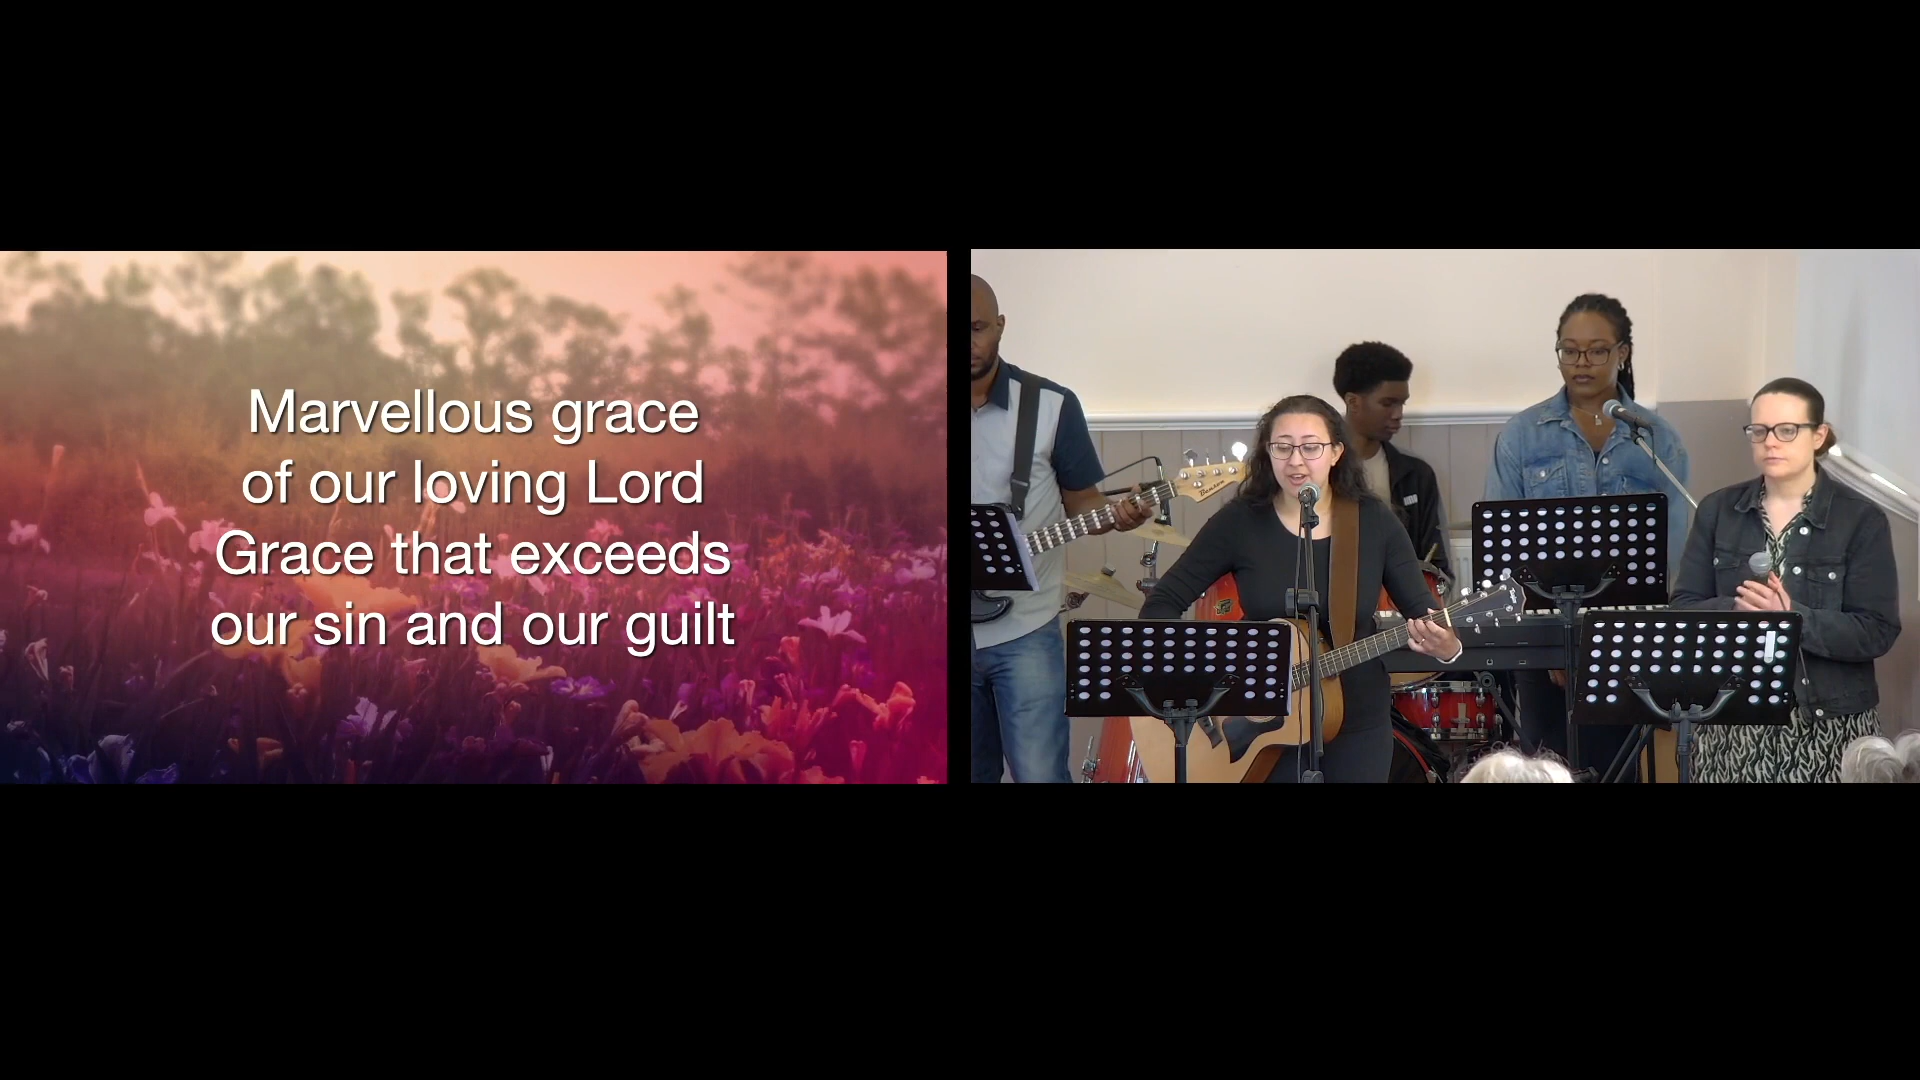 Marvellous grace
of our loving Lord
Grace that exceeds
our sin and our guilt